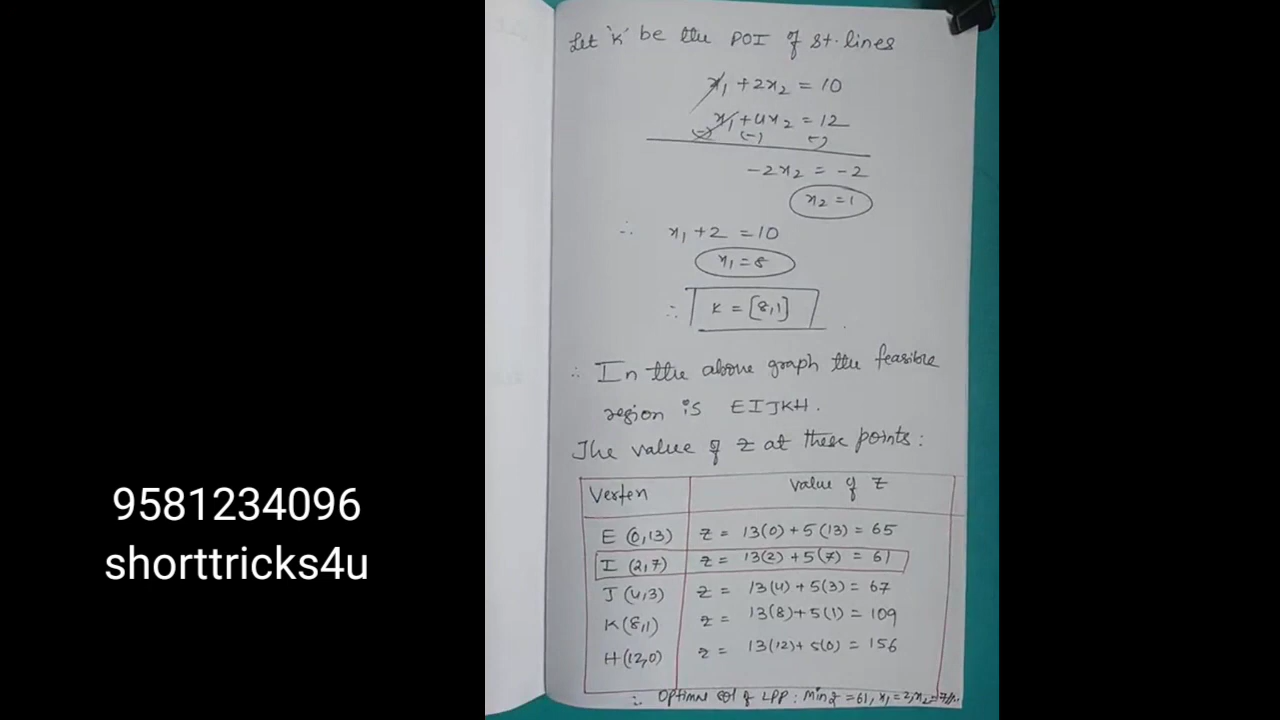 Let 'K' be the POI of st. lines
x₁ + 2x₂ = 10
x₁ + 4x₂ = 12
(-) (-) (-)
-2x₂ = -2
x₂ = 1
∴ x₁ + 2 = 10
x₁ = 8
∴ K = [8,1]
∴ In the above graph the feasible
region is EIJKH.
The value of z at these points:
Vertex Value of Z
E (0,13) z = 13(0) + 5(13) = 65
I (2,7) z = 13(2) + 5(7) = 61
J (4,3) z = 13(4) + 5(3) = 67
K (8,1) z = 13(8) + 5(1) = 109
H (12,0) z = 13(12) + 5(0) = 156
∴ Optimal sol of LPP : Min z = 61, x₁ = 2, x₂ = 7//.
9581234096
shorttricks4u